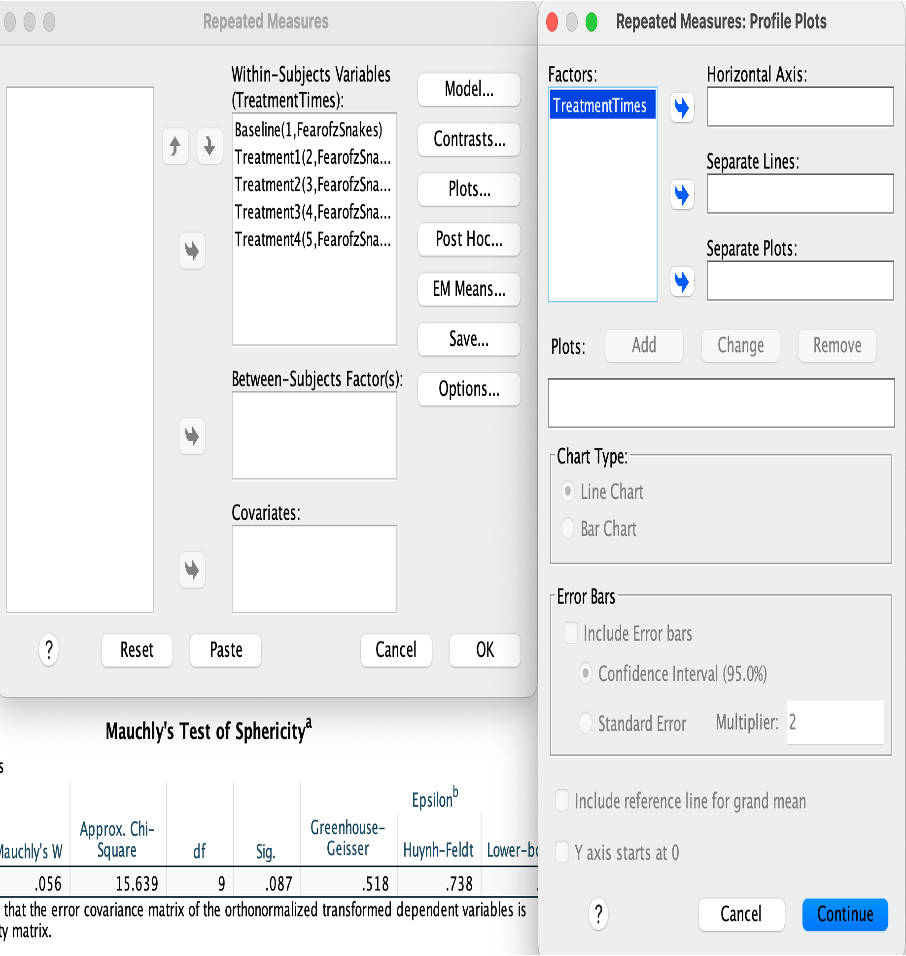 Repeated Measures
Within-Subjects Variables
(TreatmentTimes):
Baseline(1,FearofzSnakes)
Treatment1(2,FearofzSna...
Treatment2(3,FearofzSna...
Treatment3(4,FearofzSna...
Treatment4(5,FearofzSna...
Model...
Contrasts...
Plots...
Post Hoc...
EM Means...
Save...
Options...
Between-Subjects Factor(s):
Covariates:
?
Reset
Paste
Cancel
OK
Repeated Measures: Profile Plots
Factors:
TreatmentTimes
Horizontal Axis:
Separate Lines:
Separate Plots:
Plots:
Add
Change
Remove
Chart Type:
Line Chart
Bar Chart
Error Bars
Include Error bars
Confidence Interval (95.0%)
Standard Error
Multiplier: 2
Include reference line for grand mean
Y axis starts at 0
?
Cancel
Continue
Mauchly's Test of Sphericityᵃ
s
Epsilonᵇ
Mauchly's W
Approx. Chi-
Square
df
Sig.
Greenhouse-
Geisser
Huynh-Feldt
Lower-bo
.056 15.639 9 .087 .518 .738 .
that the error covariance matrix of the orthonormalized transformed dependent variables is
ty matrix.